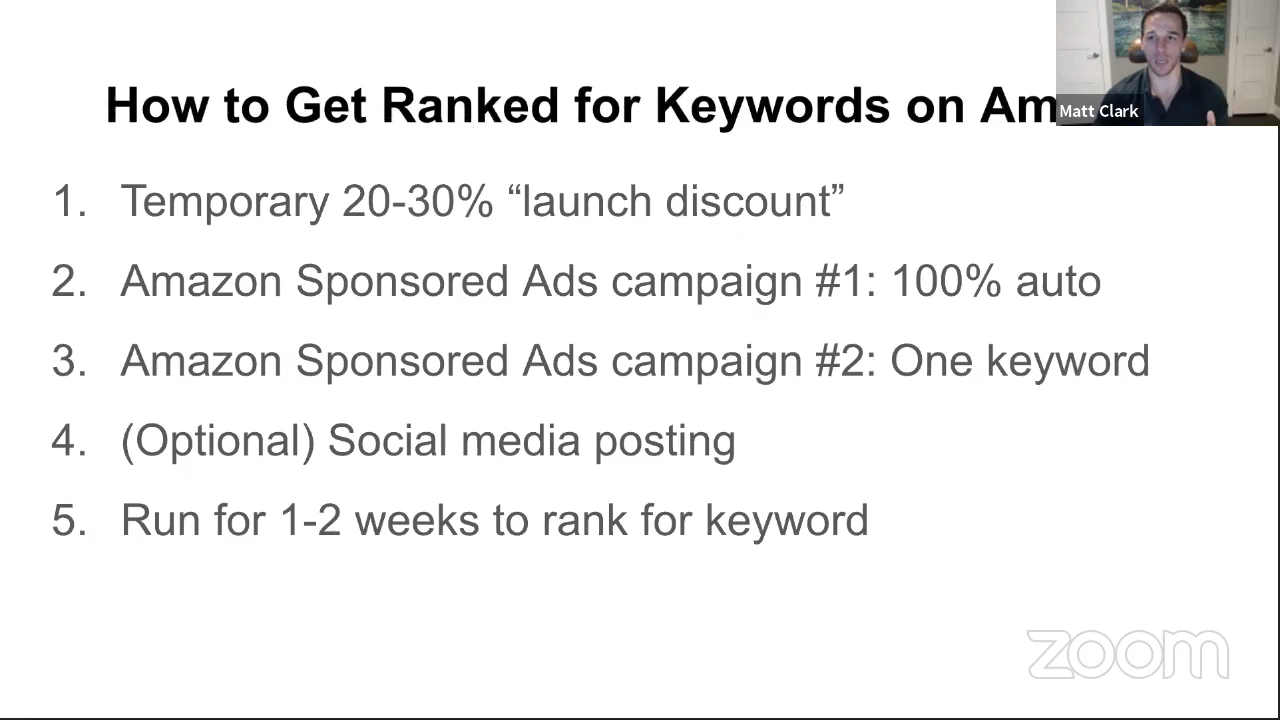 How to Get Ranked for Keywords on Am
Matt Clark
1. Temporary 20-30% “launch discount”
2. Amazon Sponsored Ads campaign #1: 100% auto
3. Amazon Sponsored Ads campaign #2: One keyword
4. (Optional) Social media posting
5. Run for 1-2 weeks to rank for keyword
zoom